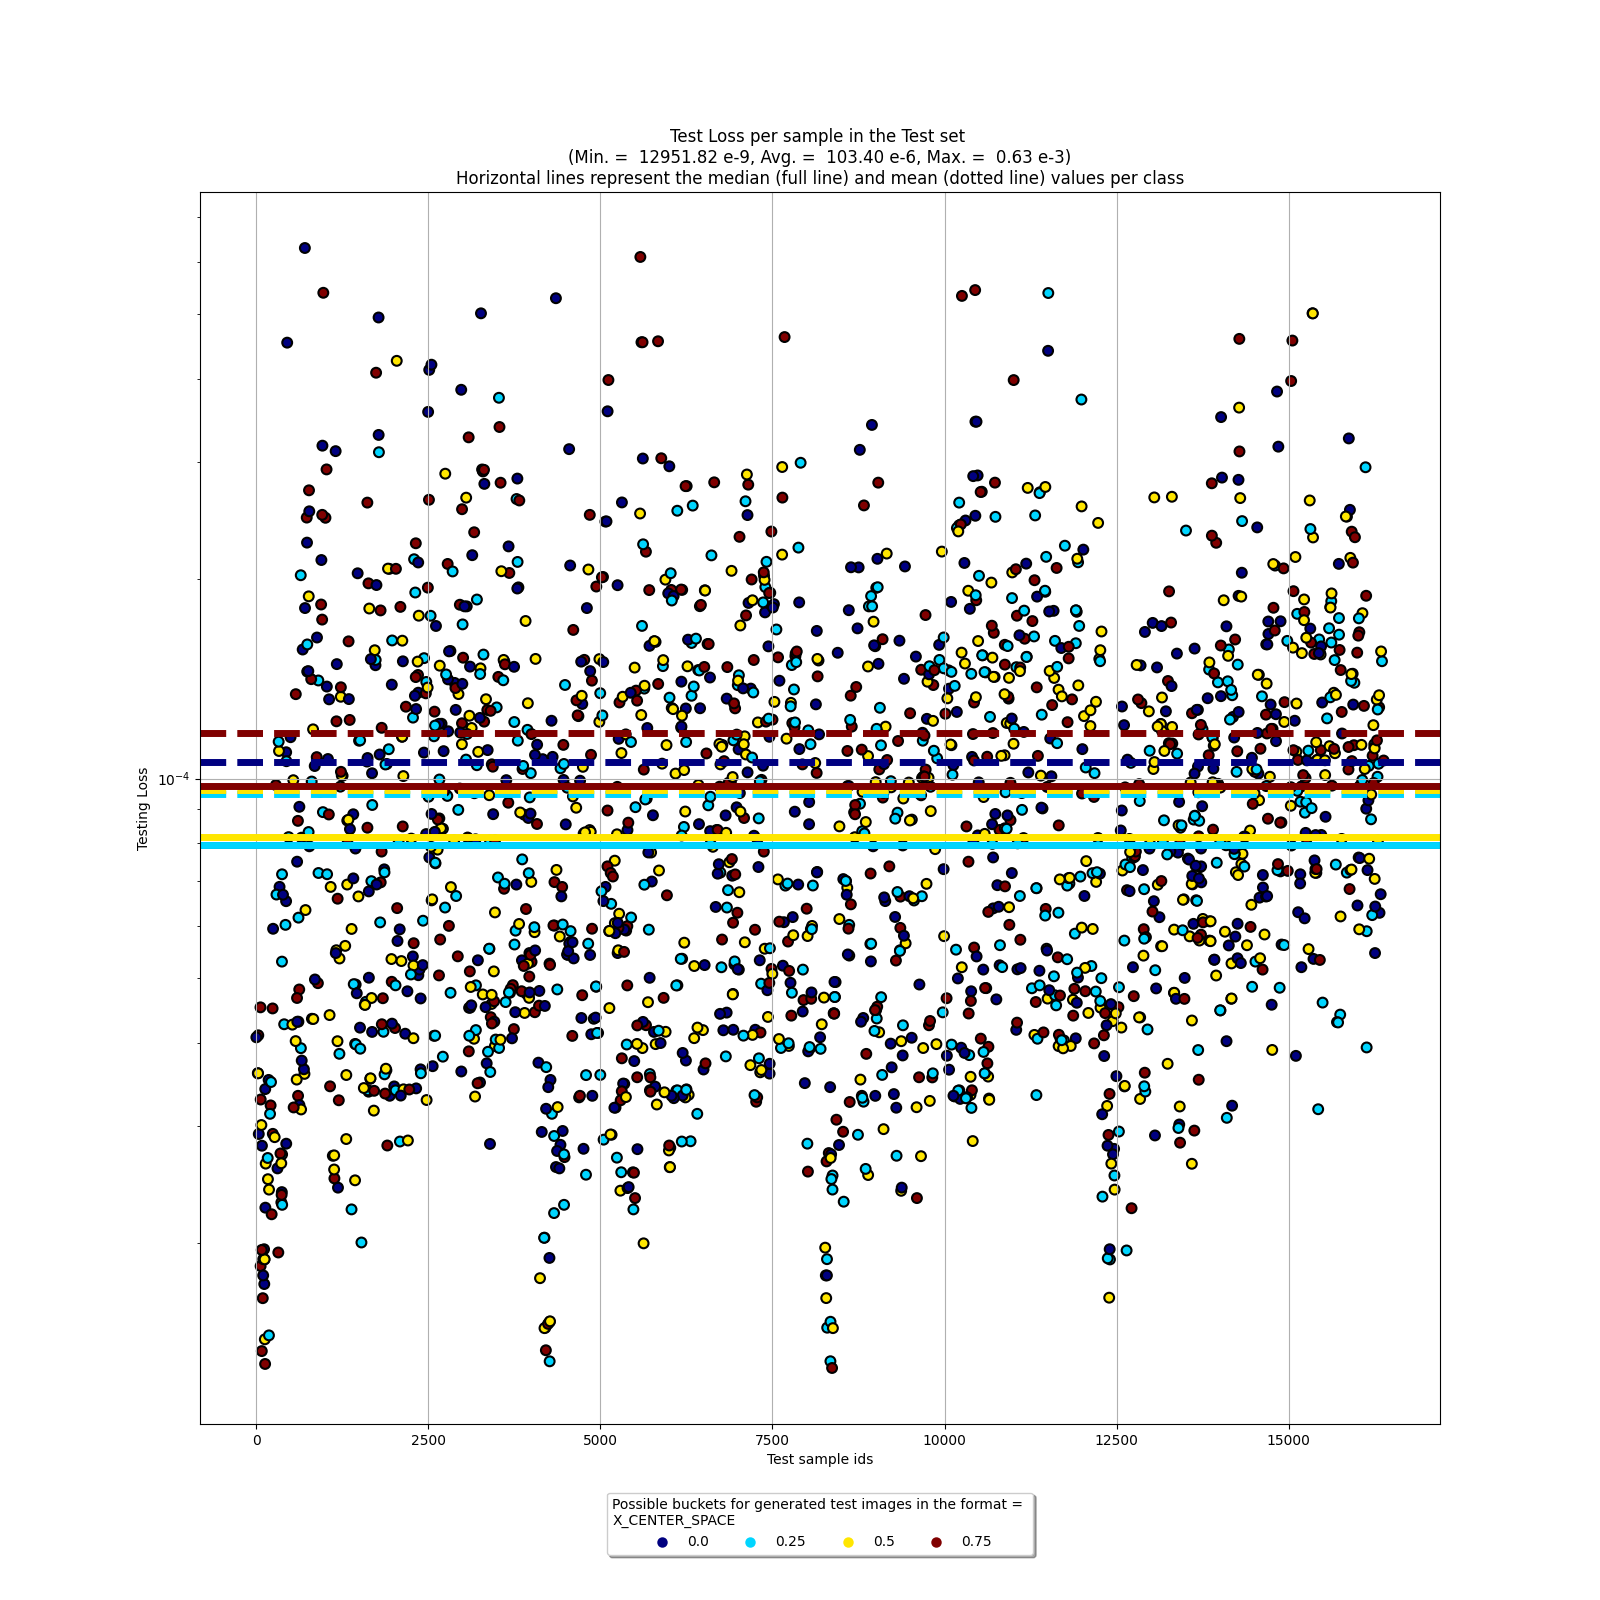 Test Loss per sample in the Test set
(Min. = 12951.82 e-9, Avg. = 103.40 e-6, Max. = 0.63 e-3)
Horizontal lines represent the median (full line) and mean (dotted line) values per class
Testing Loss
10⁻⁴
0 2500 5000 7500 10000 12500 15000
Test sample ids
Possible buckets for generated test images in the format =
X_CENTER_SPACE
0.0 0.25 0.5 0.75